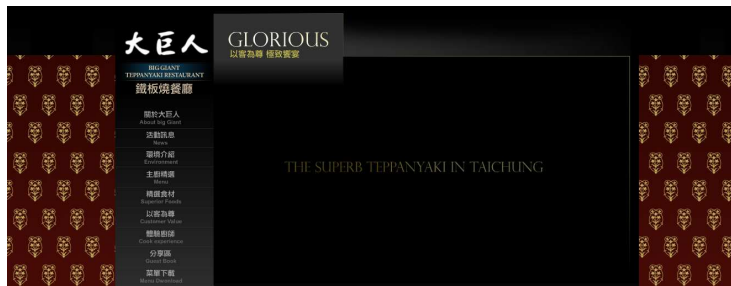 大巨人
BIG GIANT
TEPPANYAKI RESTAURANT
鐵板燒餐廳
GLORIOUS
以客為尊 極致饗宴
關於大巨人
About big Giant
活動訊息
News
環境介紹
Environment
主廚精選
Menu
精選食材
Superior Foods
以客為尊
Customer Value
體驗廚師
Cook experience
分享區
Guest Book
菜單下載
Menu Download
THE SUPERB TEPPANYAKI IN TAICHUNG